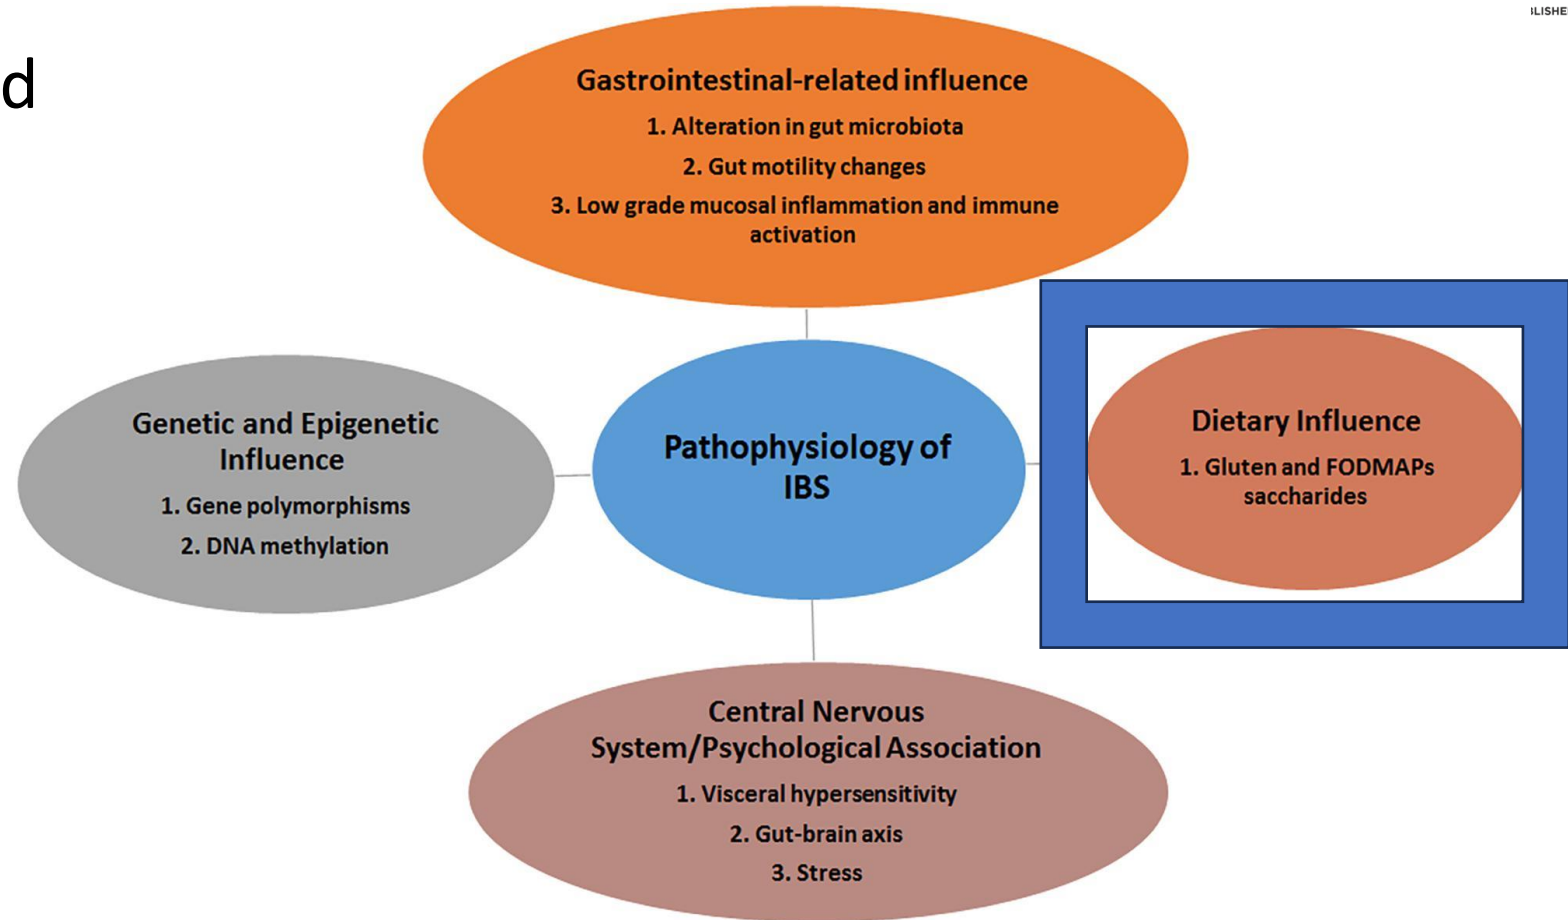 d
Gastrointestinal-related influence
1. Alteration in gut microbiota
2. Gut motility changes
3. Low grade mucosal inflammation and immune
activation
Genetic and Epigenetic
Influence
1. Gene polymorphisms
2. DNA methylation
Pathophysiology of
IBS
Dietary Influence
1. Gluten and FODMAPs
saccharides
Central Nervous
System/Psychological Association
1. Visceral hypersensitivity
2. Gut-brain axis
3. Stress